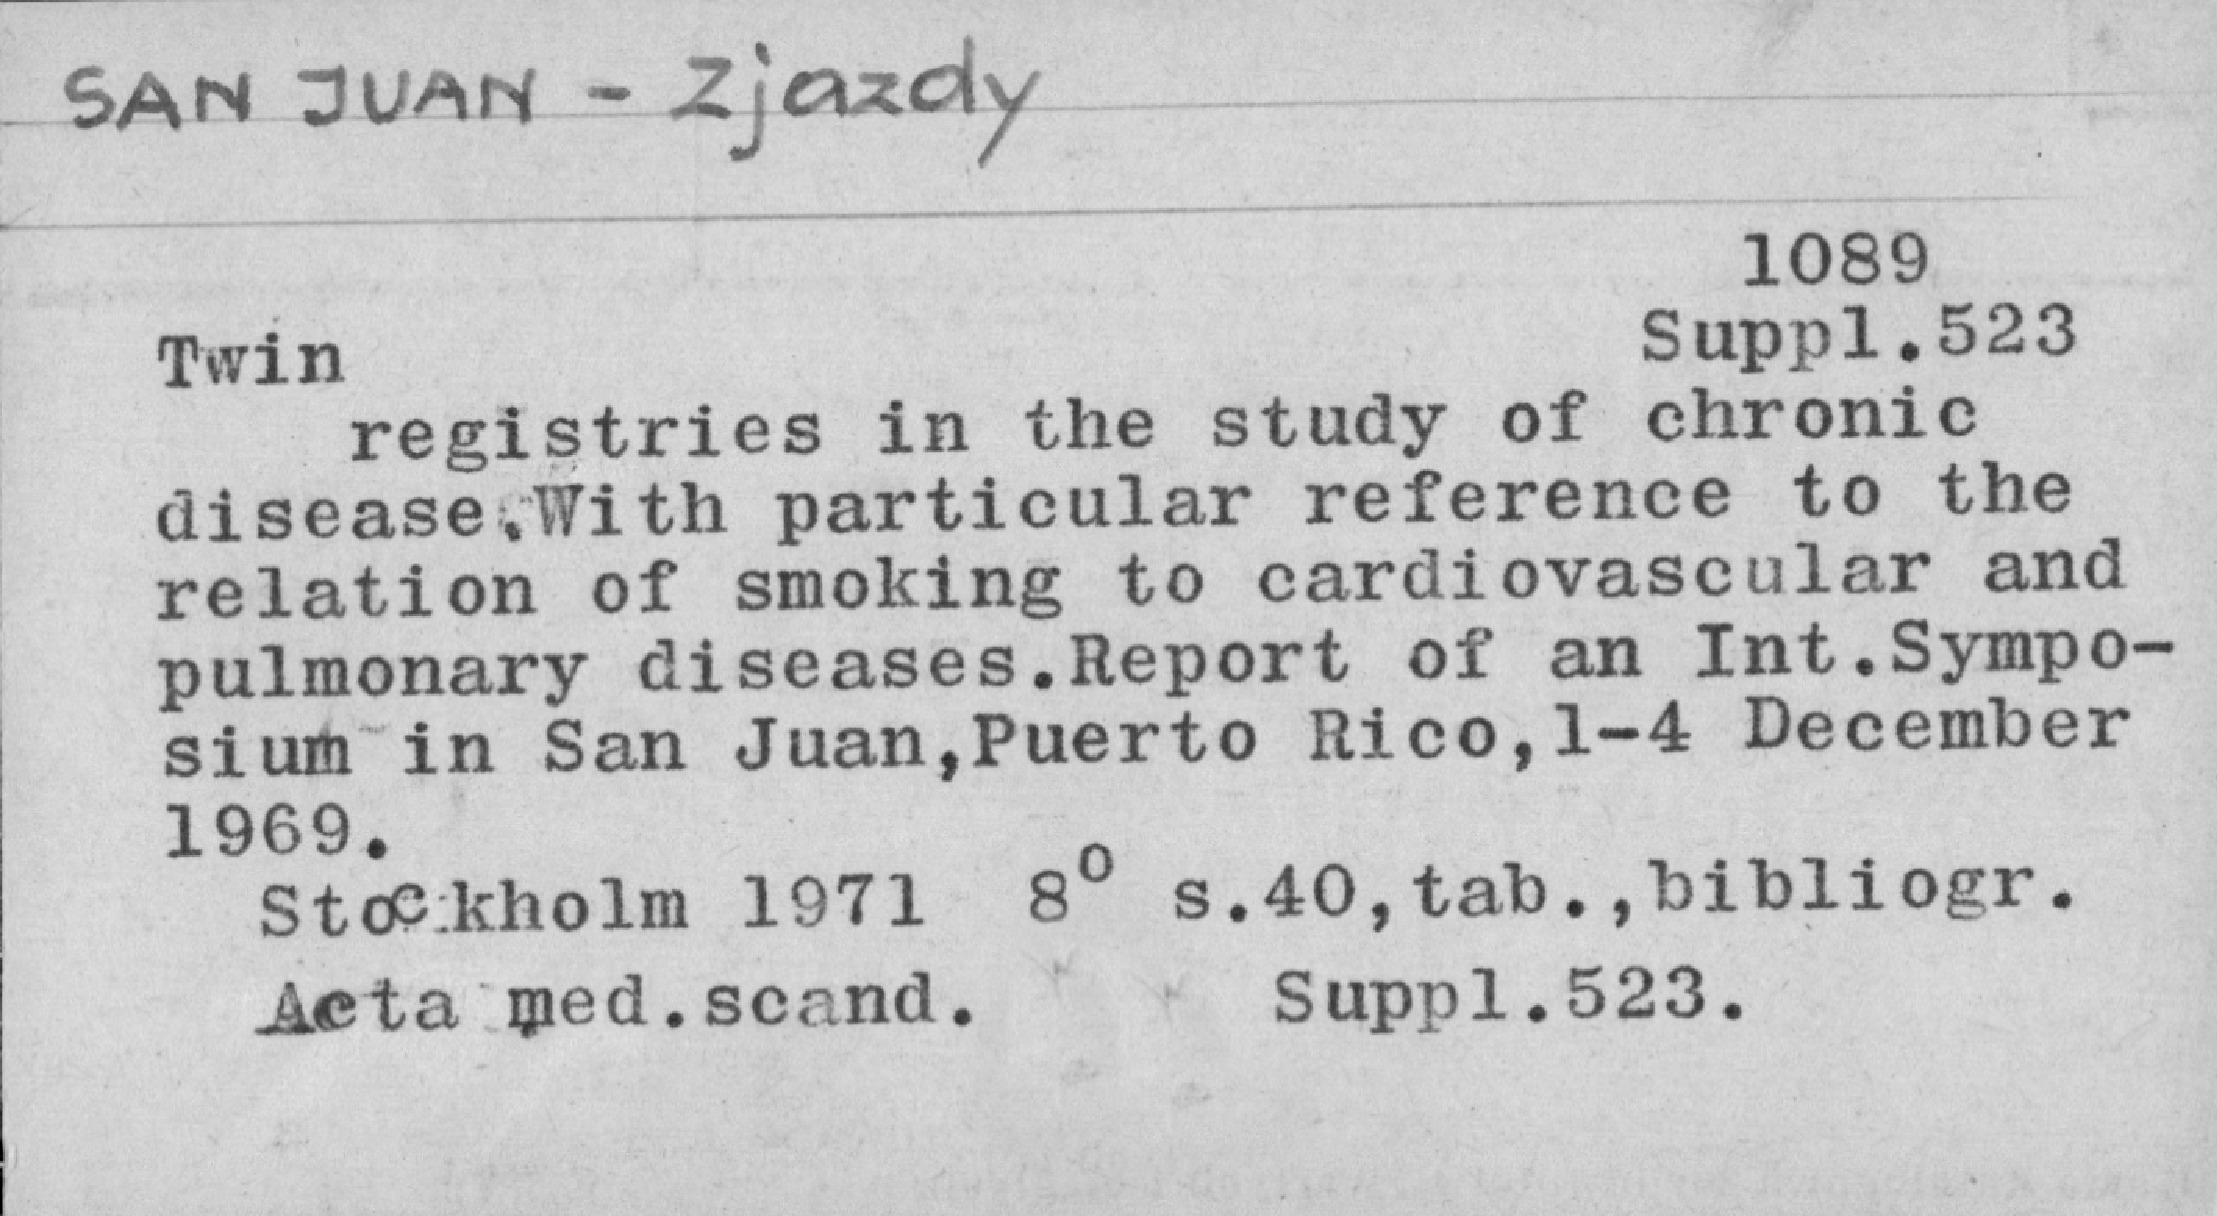 SAN JUAN - Zjazdy
1089
Suppl.523
Twin
registries in the study of chronic
disease.With particular reference to the
relation of smoking to cardiovascular and
pulmonary diseases.Report of an Int.Sympo-
sium in San Juan,Puerto Rico,1-4 December
1969.
Stockholm 1971 8º s.40,tab.,bibliogr.
Acta med.scand. Suppl.523.